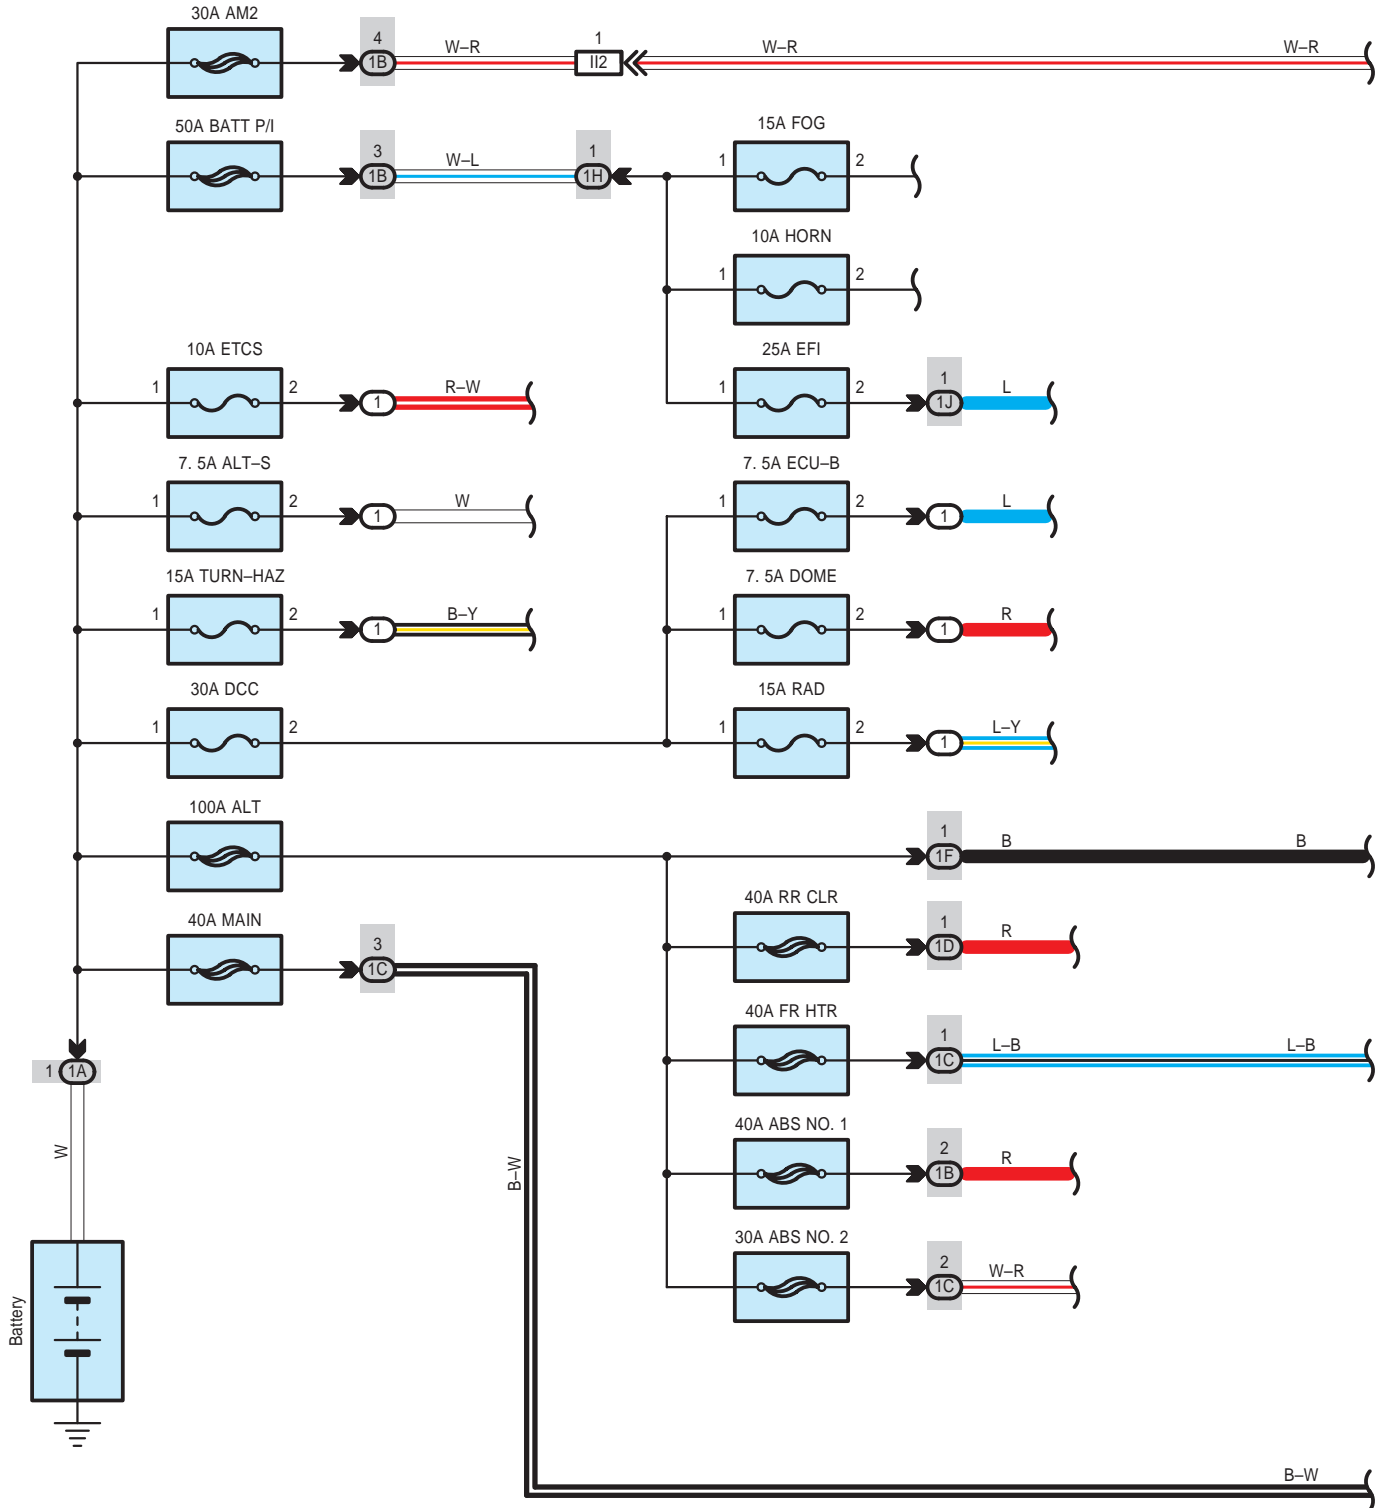 30A AM2
4
1B
W–R
1
II2
W–R
W–R
50A BATT P/I
3
1B
W–L
1
1H
15A FOG
1
2
10A HORN
1
2
10A ETCS
1
2
1
R–W
25A EFI
1
2
1
1J
L
7. 5A ALT–S
1
2
1
W
7. 5A ECU–B
1
2
1
L
15A TURN–HAZ
1
2
1
B–Y
7. 5A DOME
1
2
1
R
30A DCC
1
2
15A RAD
1
2
1
L–Y
100A ALT
1
1F
B
B
40A MAIN
3
1C
40A RR CLR
1
1D
R
40A FR HTR
1
1C
L–B
L–B
1
1A
W
40A ABS NO. 1
2
1B
R
B–W
30A ABS NO. 2
2
1C
W–R
Battery
B–W